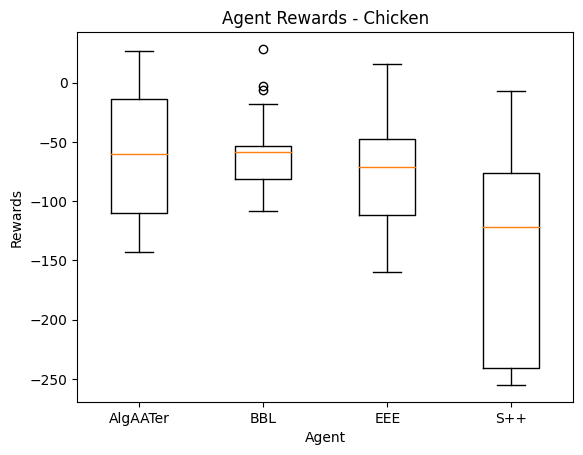 Agent Rewards - Chicken
Rewards
0
−50
−100
−150
−200
−250
AlgAATer
BBL
EEE
S++
Agent